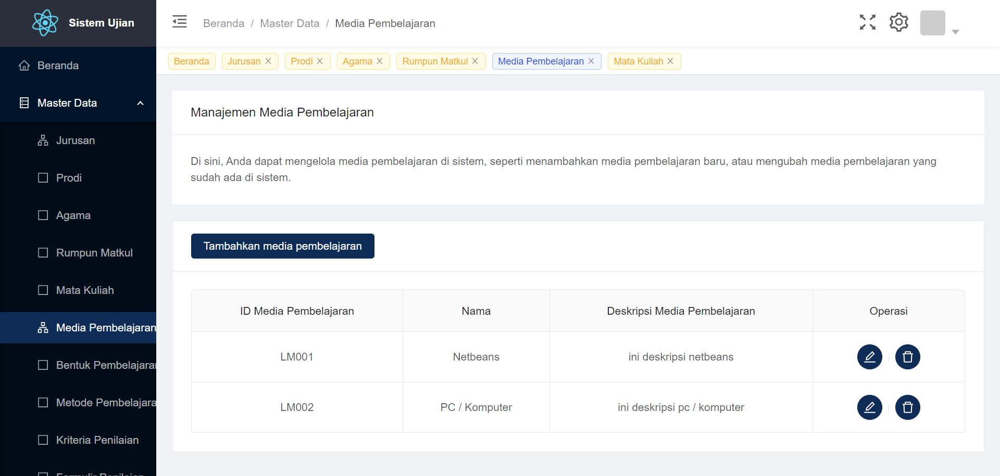 Sistem Ujian
Beranda / Master Data / Media Pembelajaran
Beranda
Jurusan
Prodi
Agama
Rumpun Matkul
Media Pembelajaran
Mata Kuliah
Beranda
Master Data
Jurusan
Prodi
Agama
Rumpun Matkul
Mata Kuliah
Media Pembelajaran
Bentuk Pembelajaran
Metode Pembelajara
Kriteria Penilaian
Formulir Penilaian
Manajemen Media Pembelajaran
Di sini, Anda dapat mengelola media pembelajaran di sistem, seperti menambahkan media pembelajaran baru, atau mengubah media pembelajaran yang
sudah ada di sistem.
Tambahkan media pembelajaran
ID Media Pembelajaran Nama Deskripsi Media Pembelajaran Operasi
LM001 Netbeans ini deskripsi netbeans
LM002 PC / Komputer ini deskripsi pc / komputer